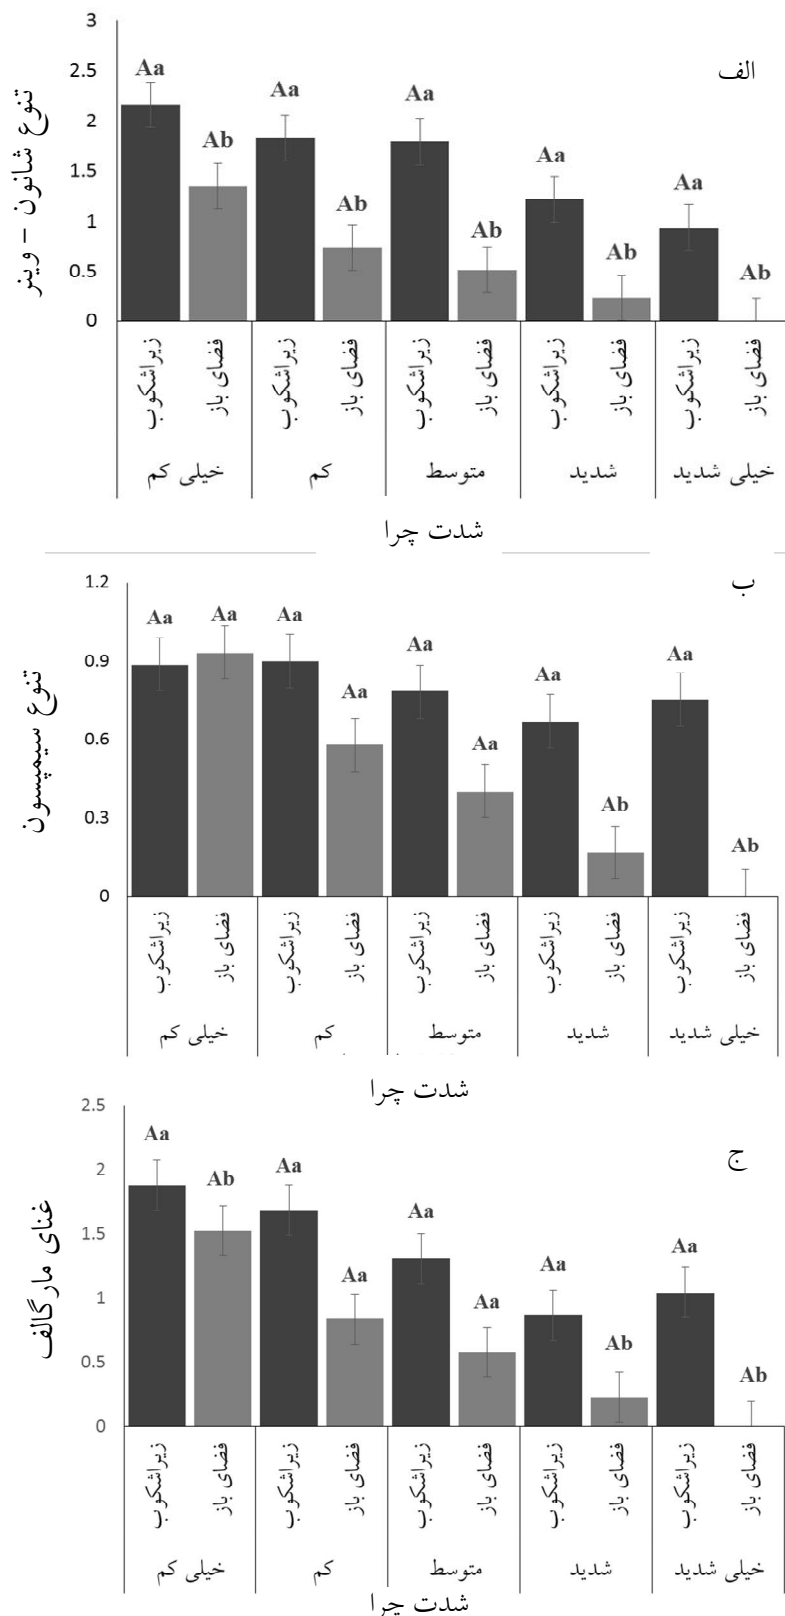 الف
تنوع شانون - وینر
3
2.5
2
1.5
1
0.5
0
Aa
Ab
Aa
Ab
Aa
Ab
Aa
Ab
Aa
Ab
زیراشکوب
فضای باز
زیراشکوب
فضای باز
زیراشکوب
فضای باز
زیراشکوب
فضای باز
زیراشکوب
فضای باز
خیلی کم
کم
متوسط
شدید
خیلی شدید
شدت چرا
ب
تنوع سیمپسون
1.2
0.9
0.6
0.3
0
Aa
Aa
Aa
Aa
Aa
Aa
Aa
Ab
Aa
Ab
زیراشکوب
فضای باز
زیراشکوب
فضای باز
زیراشکوب
فضای باز
زیراشکوب
فضای باز
زیراشکوب
فضای باز
خیلی کم
کم
متوسط
شدید
خیلی شدید
شدت چرا
ج
غنای مارگالف
2.5
2
1.5
1
0.5
0
Aa
Ab
Aa
Aa
Aa
Aa
Aa
Ab
Aa
Ab
زیراشکوب
فضای باز
زیراشکوب
فضای باز
زیراشکوب
فضای باز
زیراشکوب
فضای باز
زیراشکوب
فضای باز
خیلی کم
کم
متوسط
شدید
خیلی شدید
شدت چرا